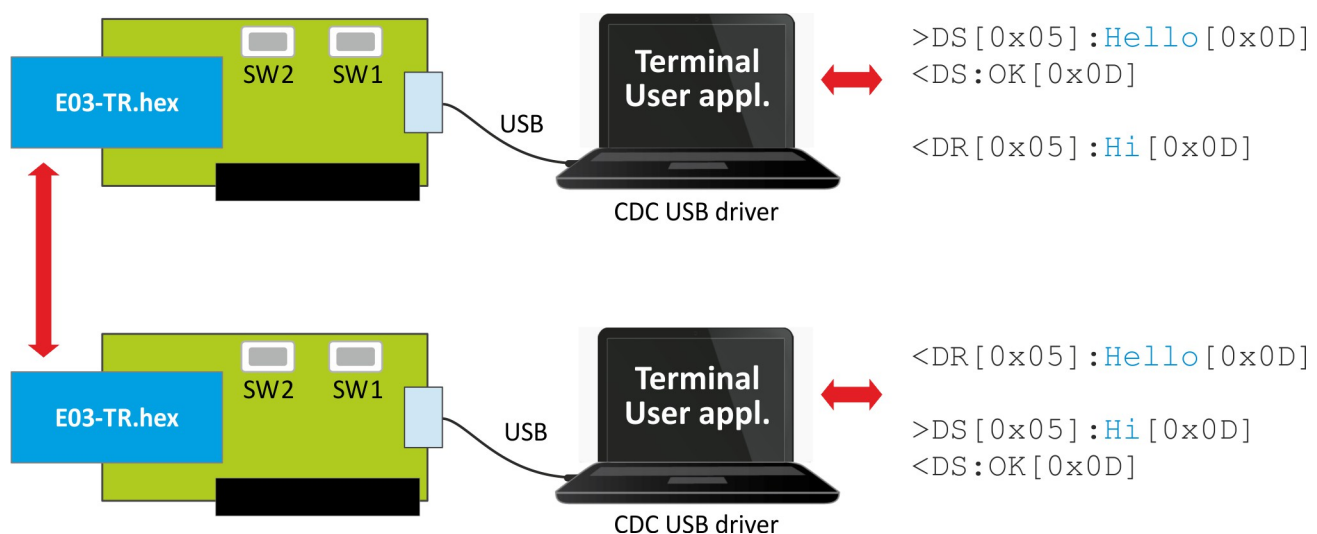 SW2 SW1
E03-TR.hex
USB
Terminal
User appl.
CDC USB driver
>DS[0x05]:Hello[0x0D]
<DS:OK[0x0D]
<DR[0x05]:Hi[0x0D]
SW2 SW1
E03-TR.hex
USB
Terminal
User appl.
CDC USB driver
<DR[0x05]:Hello[0x0D]
>DS[0x05]:Hi[0x0D]
<DS:OK[0x0D]